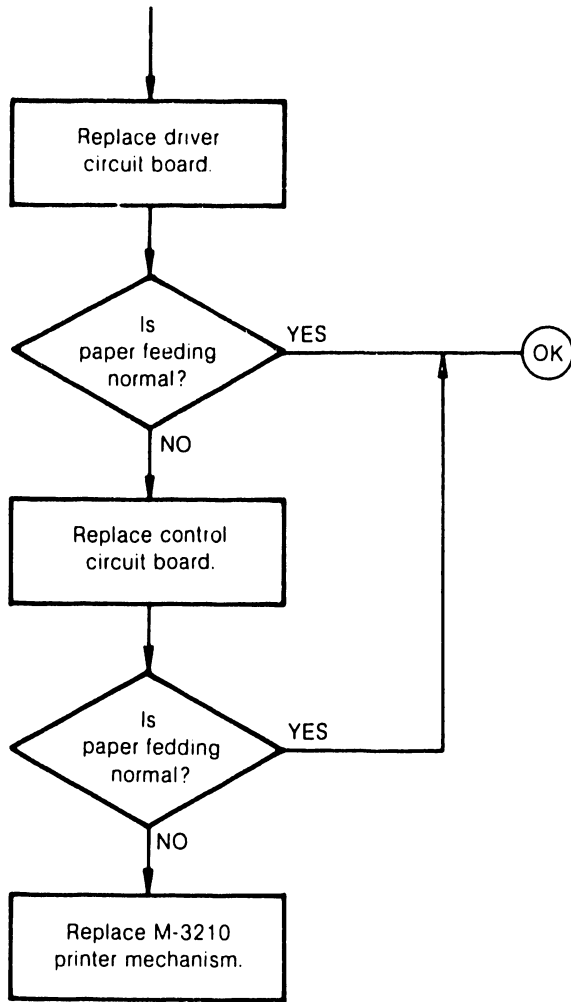 Replace driver
circuit board.
Is
paper feeding
normal?
YES
OK
NO
Replace control
circuit board.
Is
paper fedding
normal?
YES
NO
Replace M-3210
printer mechanism.